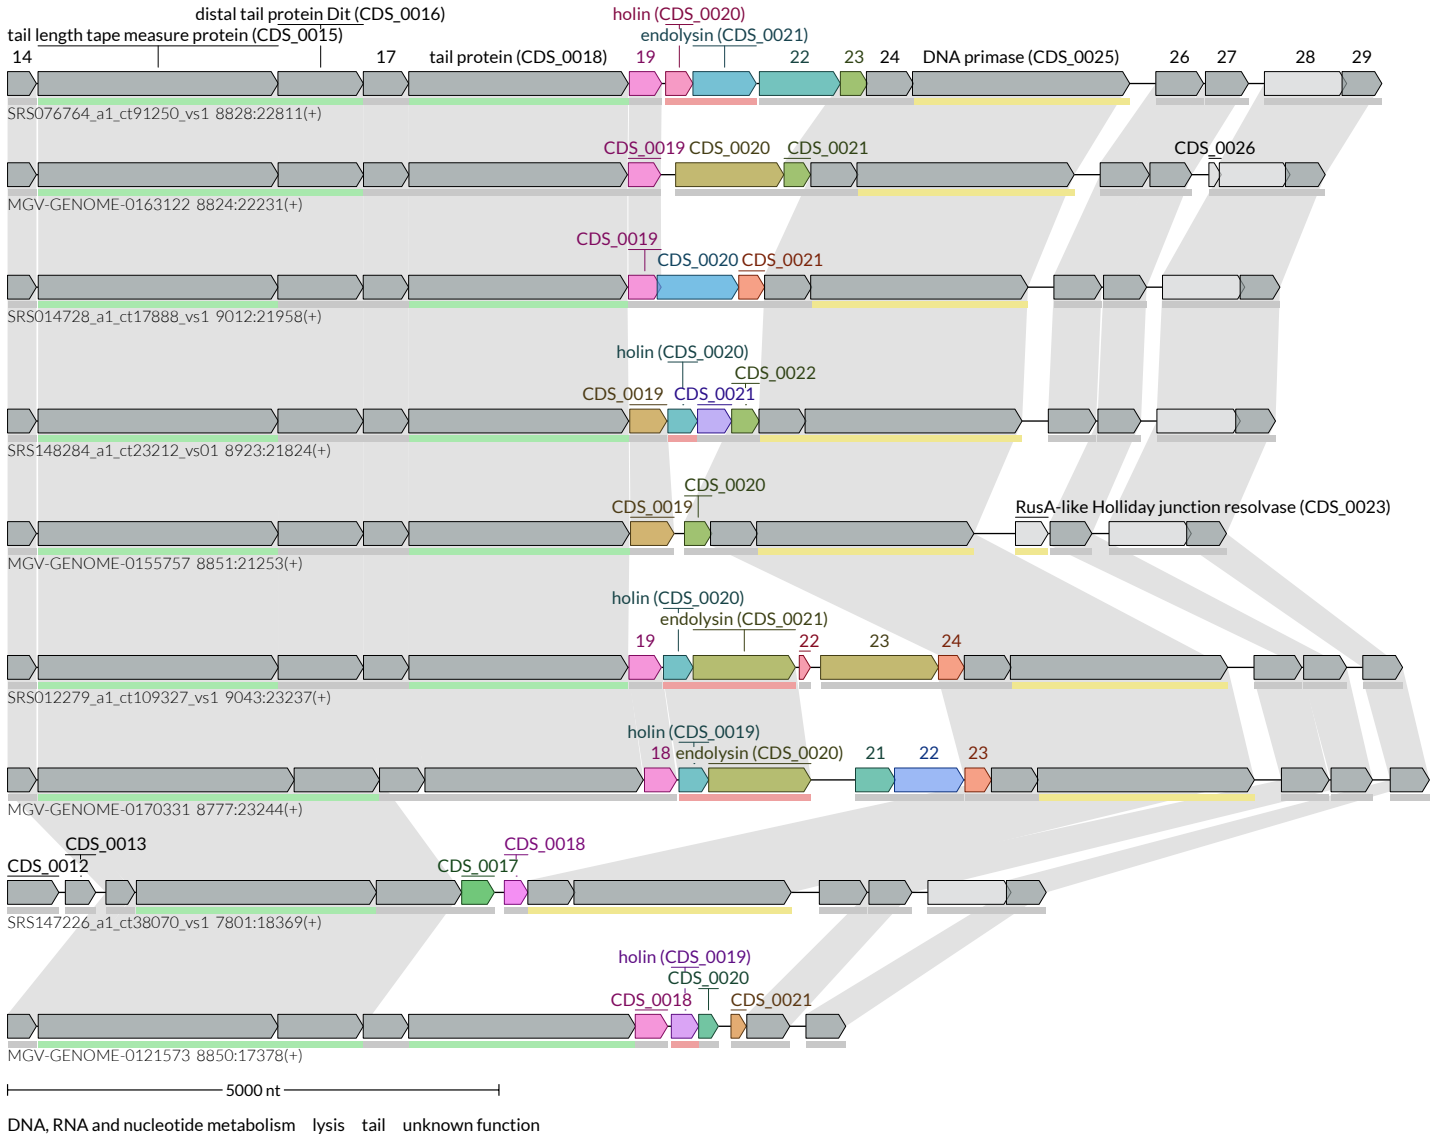 distal tail protein Dit (CDS_0016) holin (CDS_0020)
tail length tape measure protein (CDS_0015) endolysin (CDS_0021)
14 17 tail protein (CDS_0018) 19 22 23 24 DNA primase (CDS_0025) 26 27 28 29
SRS076764_a1_ct91250_vs1 8828:22811(+)
CDS_0019 CDS_0020 CDS_0021 CDS_0026
MGV-GENOME-0163122 8824:22231(+)
CDS_0019
CDS_0020 CDS_0021
SRS014728_a1_ct17888_vs1 9012:21958(+)
holin (CDS_0020)
CDS_0022
CDS_0019 CDS_0021
SRS148284_a1_ct23212_vs01 8923:21824(+)
CDS_0020
CDS_0019 RusA-like Holliday junction resolvase (CDS_0023)
MGV-GENOME-0155757 8851:21253(+)
holin (CDS_0020)
endolysin (CDS_0021)
19 22 23 24
SRS012279_a1_ct109327_vs1 9043:23237(+)
holin (CDS_0019)
18 endolysin (CDS_0020) 21 22 23
MGV-GENOME-0170331 8777:23244(+)
CDS_0013 CDS_0018
CDS_0012 CDS_0017
SRS147226_a1_ct38070_vs1 7801:18369(+)
holin (CDS_0019)
CDS_0020
CDS_0018 CDS_0021
MGV-GENOME-0121573 8850:17378(+)
5000 nt
DNA, RNA and nucleotide metabolism lysis tail unknown function